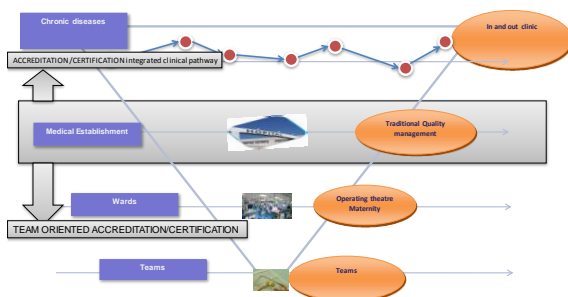 Chronic diseases
In and out clinic
ACCREDITATION/CERTIFICATION integrated clinical pathway
Medical Establishment
Traditional Quality
management
Wards
Operating theatre
Maternity
TEAM ORIENTED ACCREDITATION/CERTIFICATION
Teams
Teams